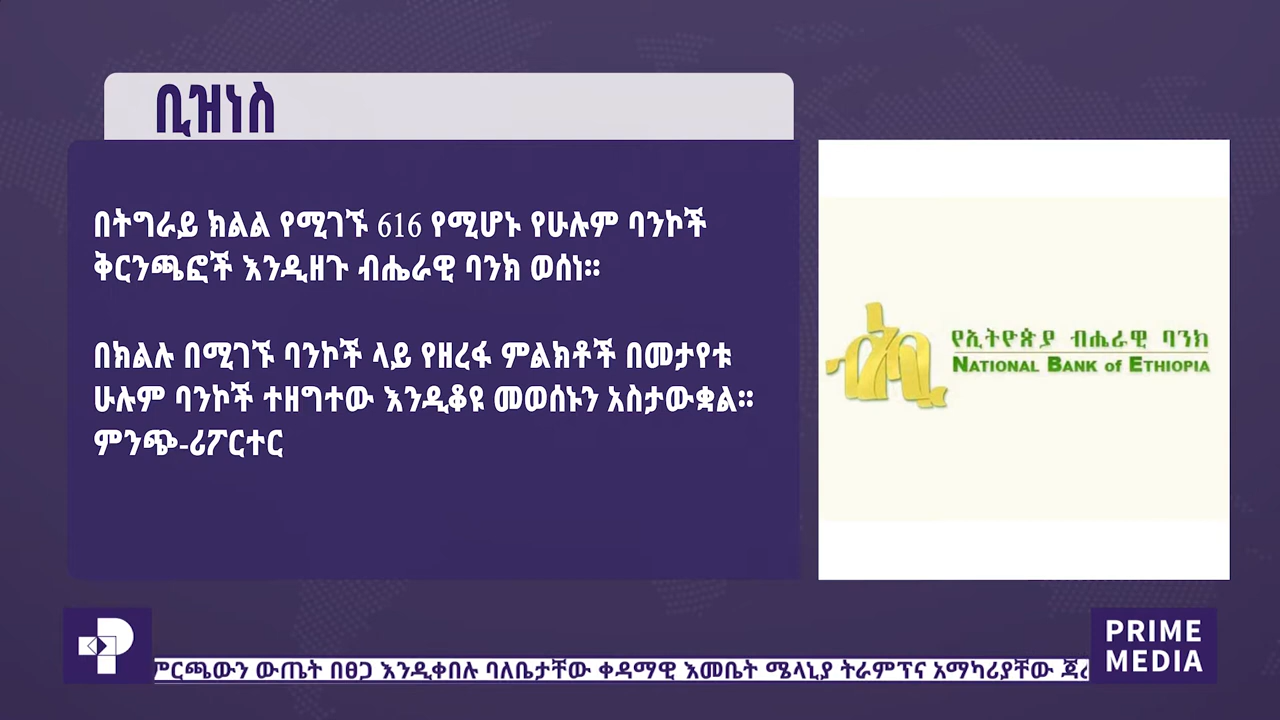 ቢዝነስ
በትግራይ ክልል የሚገኙ 616 የሚሆኑ የሁሉም ባንኮች
ቅርንጫፎች እንዲዘጉ ብሔራዊ ባንክ ወሰነ።
በክልሉ በሚገኙ ባንኮች ላይ የዘረፋ ምልክቶች በመታየቱ
ሁሉም ባንኮች ተዘግተው እንዲቆዩ መወሰኑን አስታውቋል።
ምንጭ-ሪፖርተር
የኢትዮጵያ ብሔራዊ ባንክ
NATIONAL BANK of ETHIOPIA
PRIME
MEDIA
ምርጫውን ውጤት በፀጋ እንዲቀበሉ ባለቤታቸው ቀዳማዊ እመቤት ሜላኒያ ትራምፕና አማካሪያቸው